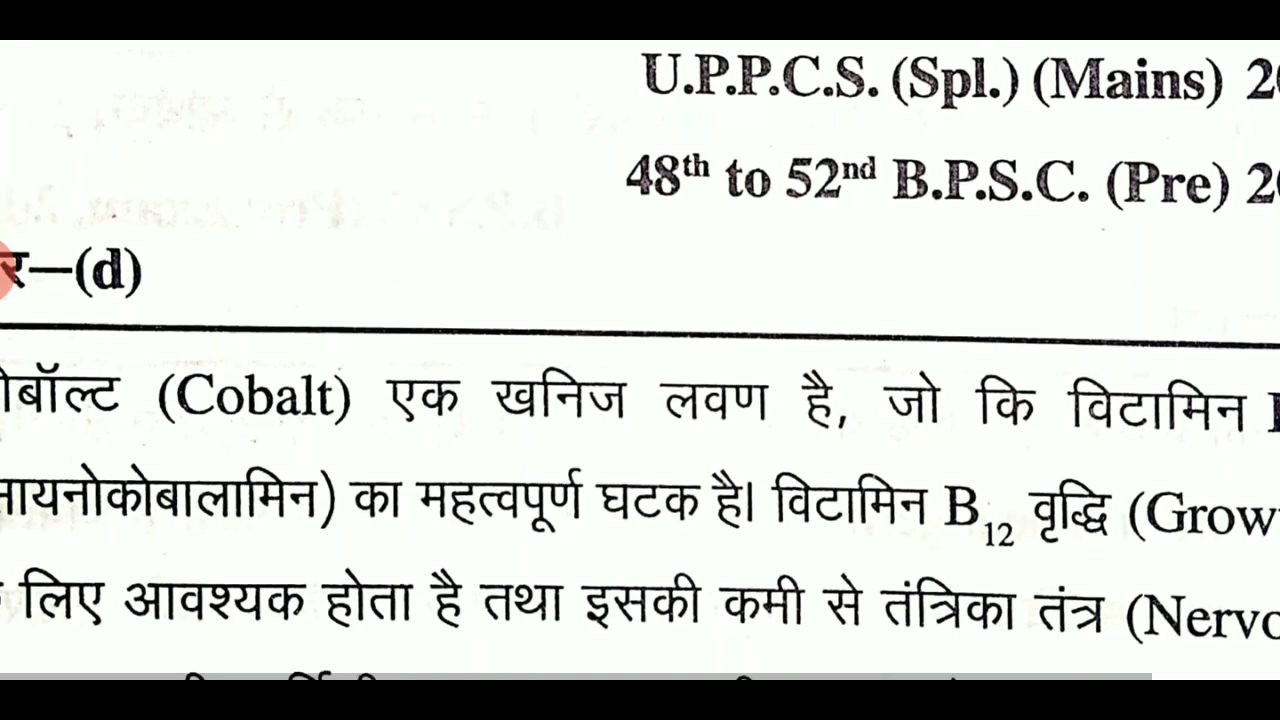 U.P.P.C.S. (Spl.) (Mains)
48th to 52nd B.P.S.C. (Pre)
–(d)
(Cobalt) एक खनिज लवण है, जो कि विटामिन
का महत्वपूर्ण घटक है। विटामिन B12 वृद्धि
लिए आवश्यक होता है तथा इसकी कमी से तंत्रिका तंत्र